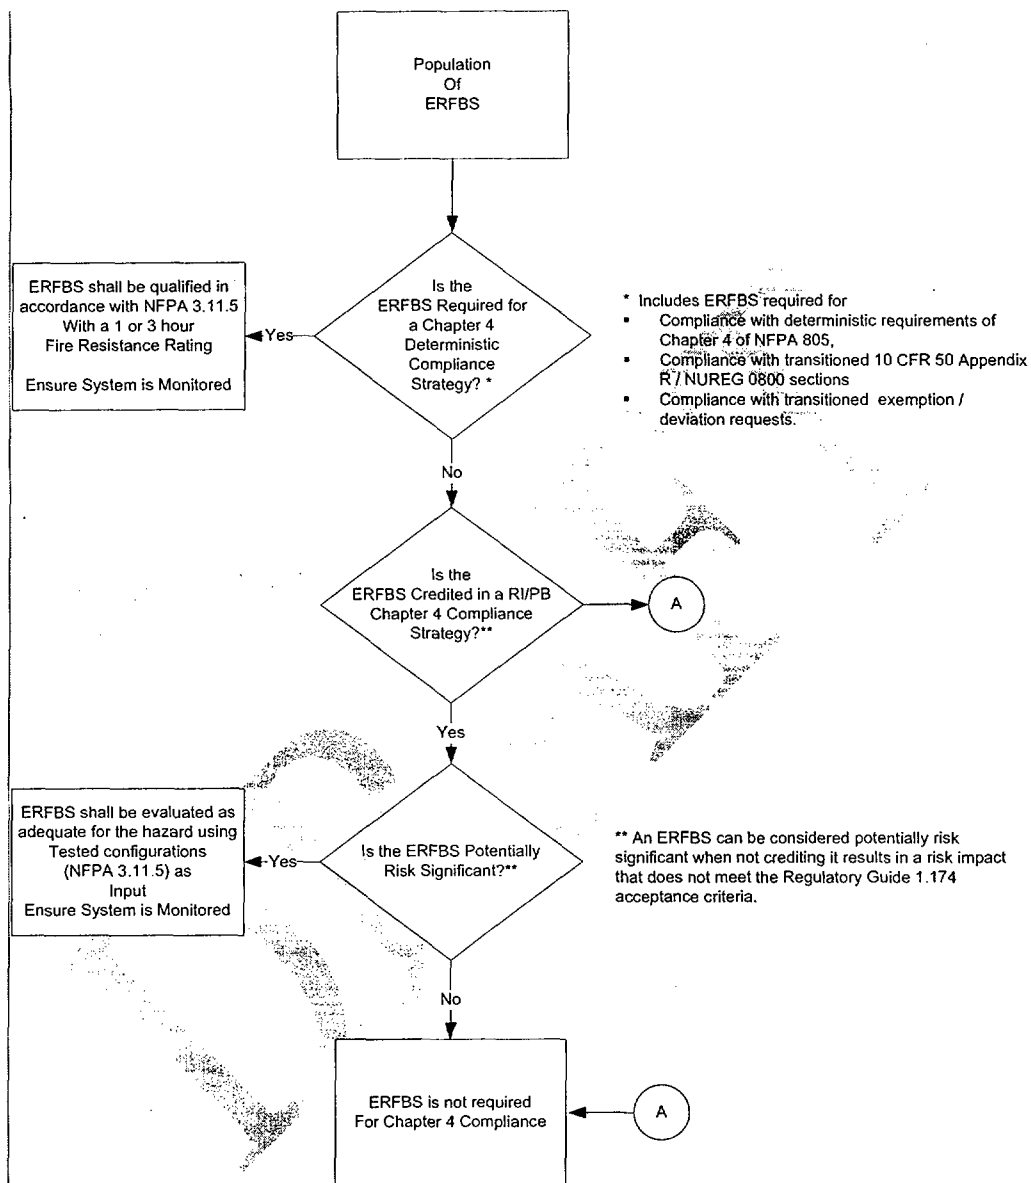 Population
Of
ERFBS
Is the
ERFBS Required for
a Chapter 4
Deterministic
Compliance
Strategy? *
Yes
ERFBS shall be qualified in
accordance with NFPA 3.11.5
With a 1 or 3 hour
Fire Resistance Rating
Ensure System is Monitored
* Includes ERFBS required for
▪ Compliance with deterministic requirements of
Chapter 4 of NFPA 805,
▪ Compliance with transitioned 10 CFR 50 Appendix
R / NUREG 0800 sections
▪ Compliance with transitioned exemption /
deviation requests.
No
Is the
ERFBS Credited in a RI/PB
Chapter 4 Compliance
Strategy?**
A
Yes
Is the ERFBS Potentially
Risk Significant?**
Yes
ERFBS shall be evaluated as
adequate for the hazard using
Tested configurations
(NFPA 3.11.5) as
Input
Ensure System is Monitored
** An ERFBS can be considered potentially risk
significant when not crediting it results in a risk impact
that does not meet the Regulatory Guide 1.174
acceptance criteria.
No
ERFBS is not required
For Chapter 4 Compliance
A